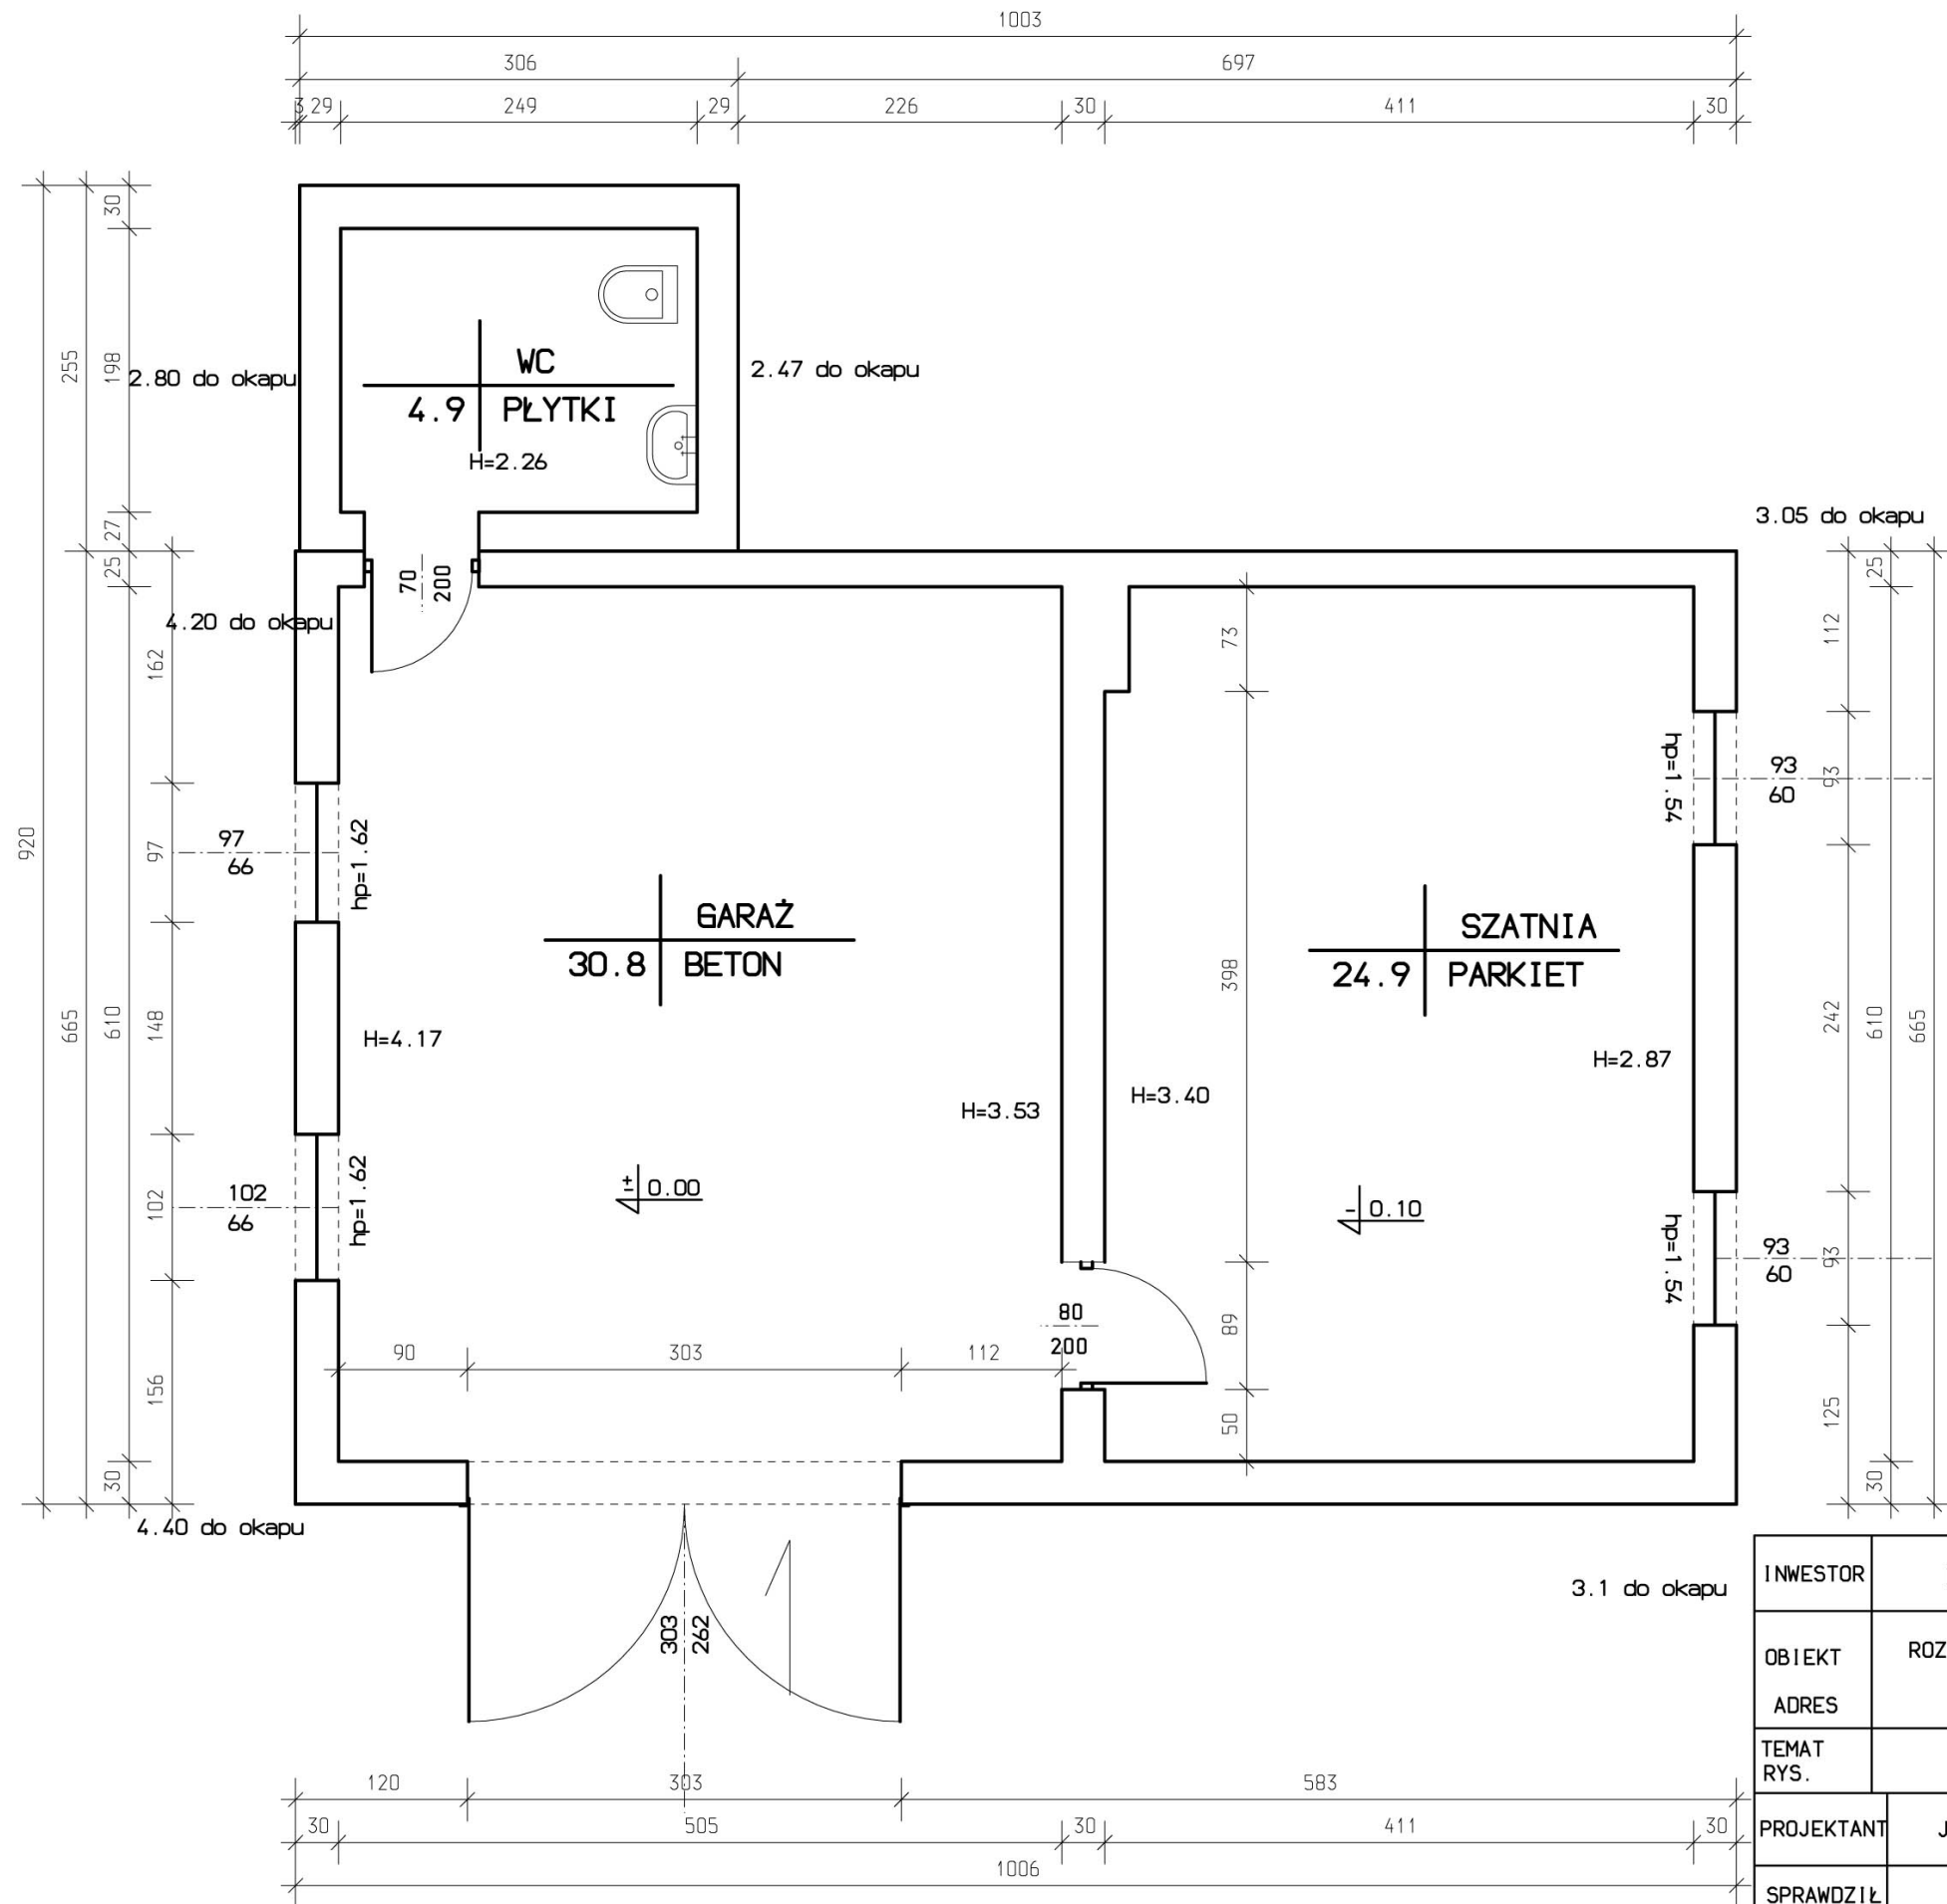 1003
306 697
3 29 249 29 226 30 411 30
30
255 198
2.80 do okapu
WC
4.9 PŁYTKI
H=2.26
2.47 do okapu
3.05 do okapu
27
25
25
70
200
4.20 do okapu
162
73
112
hp=1.54
93
60
93
920
97
97
66
hp=1.62
GARAŻ
30.8 BETON
SZATNIA
24.9 PARKIET
398
665 610 148
242 610 665
H=4.17
H=3.53
H=3.40
H=2.87
102
102
66
hp=1.62
± 0.00
- 0.10
hp=1.54
93
60
93
80
200
89
90 303 112
156
50
125
30
30
4.40 do okapu
3.1 do okapu
303
262
INWESTOR
OBIEKT ROZ
ADRES
TEMAT
RYS.
PROJEKTANT J
SPRAWDZIŁ
120 303 583
30 505 30 411 30
1006